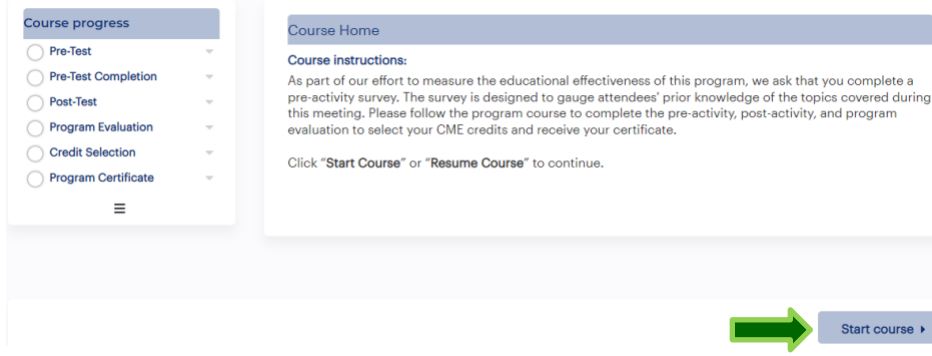 Course progress
Pre-Test
Pre-Test Completion
Post-Test
Program Evaluation
Credit Selection
Program Certificate
Course Home
Course instructions:
As part of our effort to measure the educational effectiveness of this program, we ask that you complete a
pre-activity survey. The survey is designed to gauge attendees' prior knowledge of the topics covered during
this meeting. Please follow the program course to complete the pre-activity, post-activity, and program
evaluation to select your CME credits and receive your certificate.
Click "Start Course" or "Resume Course" to continue.
Start course